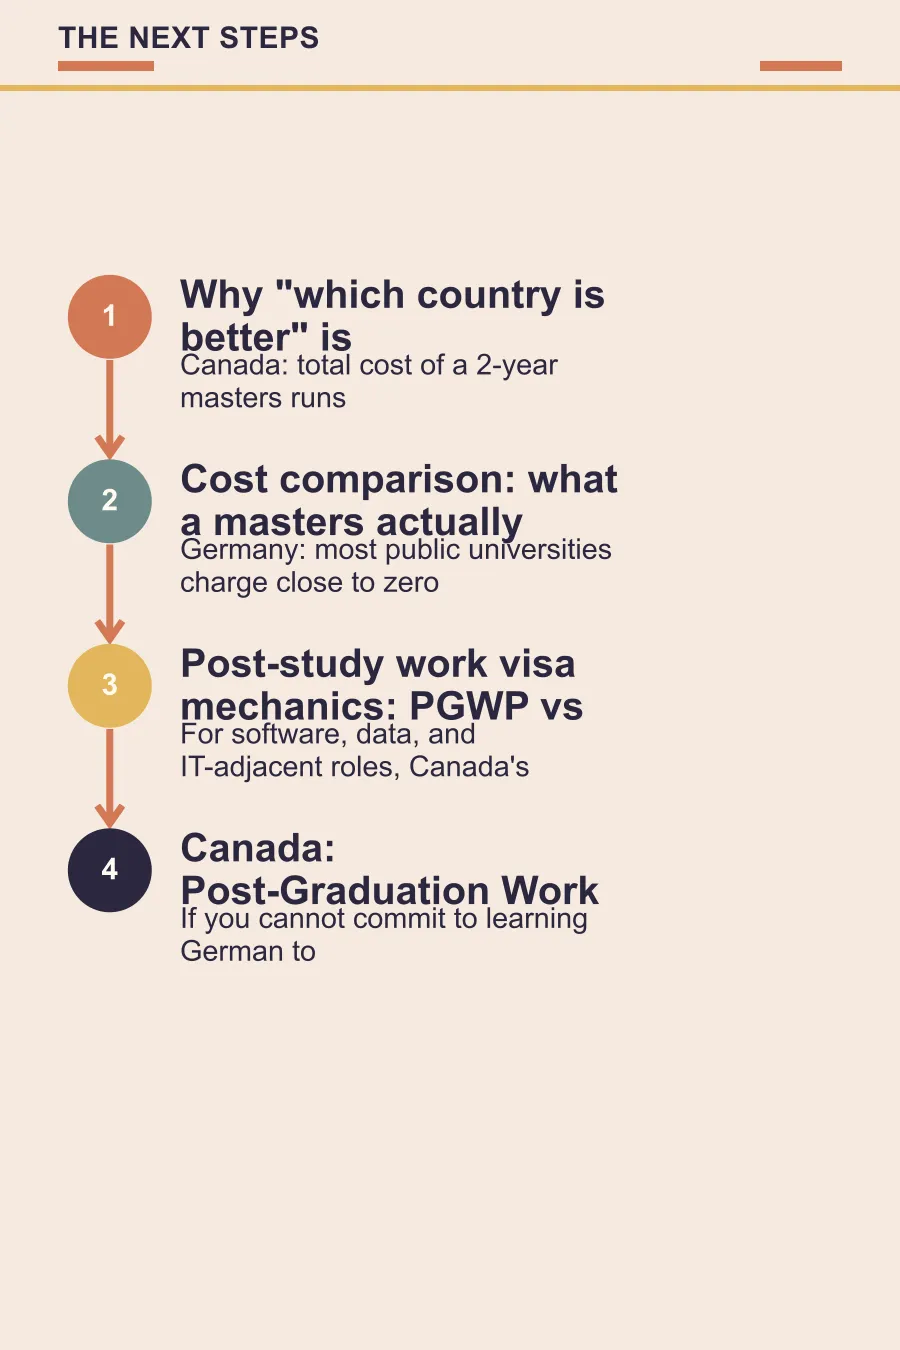 THE NEXT STEPS
1
Why "which country is
better" is
Canada: total cost of a 2-year
masters runs
2
Cost comparison: what
a masters actually
Germany: most public universities
charge close to zero
3
Post-study work visa
mechanics: PGWP vs
For software, data, and
IT-adjacent roles, Canada's
4
Canada:
Post-Graduation Work
If you cannot commit to learning
German to